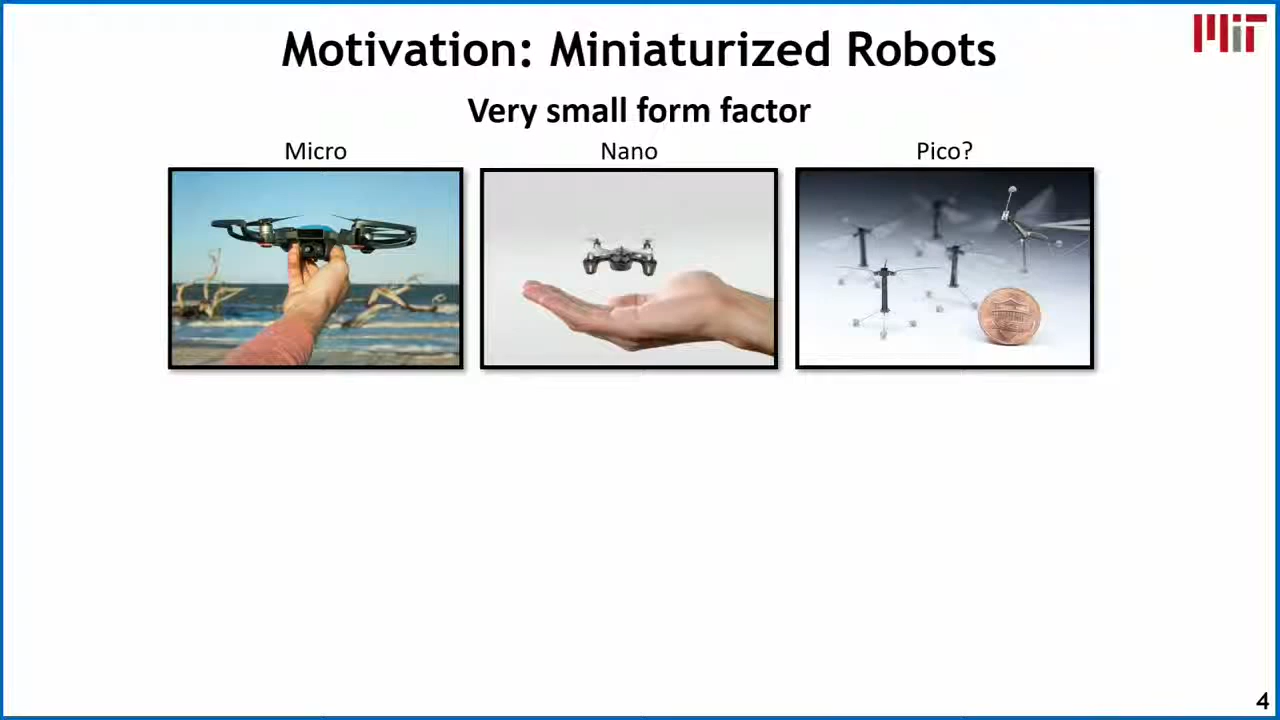 Motivation: Miniaturized Robots
MIT
Very small form factor
Micro
Nano
Pico?
4